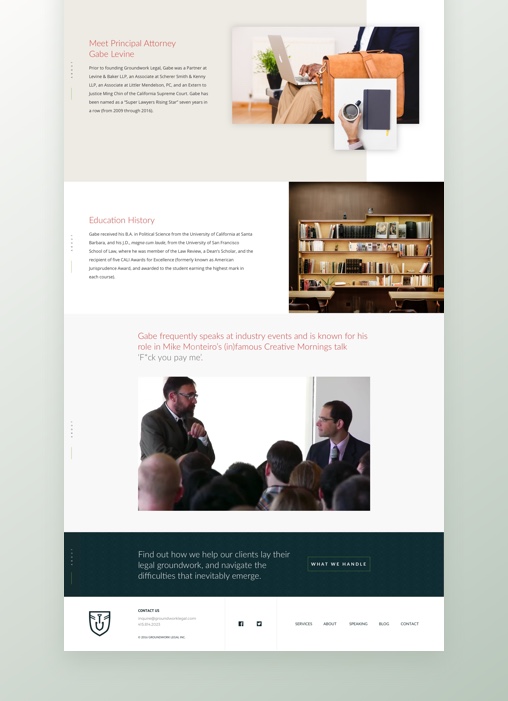 Meet Principal Attorney
Gabe Levine
Prior to founding Groundwork Legal, Gabe was a Partner at
Levine & Baker LLP, an Associate at Scherer Smith & Kenny
LLP, an Associate at Littler Mendelson, PC, and an Extern to
Justice Ming Chin of the California Supreme Court. Gabe has
been named as a "Super Lawyers Rising Star" seven years in
a row (from 2009 through 2016).
Education History
Gabe received his B.A. in Political Science from the University of California at Santa
Barbara, and his J.D., magna cum laude, from the University of San Francisco
School of Law, where he was member of the Law Review, a Dean's Scholar, and the
recipient of five CALI Awards for Excellence (formerly known as American
Jurisprudence Award, and awarded to the student earning the highest mark in
each course).
Gabe frequently speaks at industry events and is known for his
role in Mike Monteiro's (in)famous Creative Mornings talk
'F*ck you pay me'.
Find out how we help our clients lay their
legal groundwork, and navigate the
difficulties that inevitably emerge.
WHAT WE HANDLE
CONTACT US
inquire@groundworklegal.com
© 2016 GROUNDWORK LEGAL INC.
SERVICES
ABOUT
SPEAKING
BLOG
CONTACT